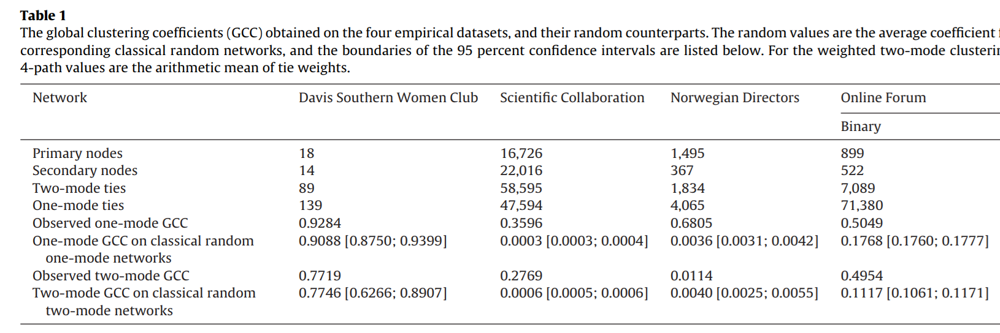 Table 1
The global clustering coefficients (GCC) obtained on the four empirical datasets, and their random counterparts. The random values are the average coefficient
corresponding classical random networks, and the boundaries of the 95 percent confidence intervals are listed below. For the weighted two-mode
4-path values are the arithmetic mean of tie weights.
Network Davis Southern Women Club Scientific Collaboration Norwegian Directors Online Forum
Binary
Primary nodes 18 16,726 1,495 899
Secondary nodes 14 22,016 367 522
Two-mode ties 89 58,595 1,834 7,089
One-mode ties 139 47,594 4,065 71,380
Observed one-mode GCC 0.9284 0.3596 0.6805 0.5049
One-mode GCC on classical random 0.9088 [0.8750; 0.9399] 0.0003 [0.0003; 0.0004] 0.0036 [0.0031; 0.0042] 0.1768 [0.1760; 0.1777]
one-mode networks
Observed two-mode GCC 0.7719 0.2769 0.0114 0.4954
Two-mode GCC on classical random 0.7746 [0.6266; 0.8907] 0.0006 [0.0005; 0.0006] 0.0040 [0.0025; 0.0055] 0.1117 [0.1061; 0.1171]
two-mode networks